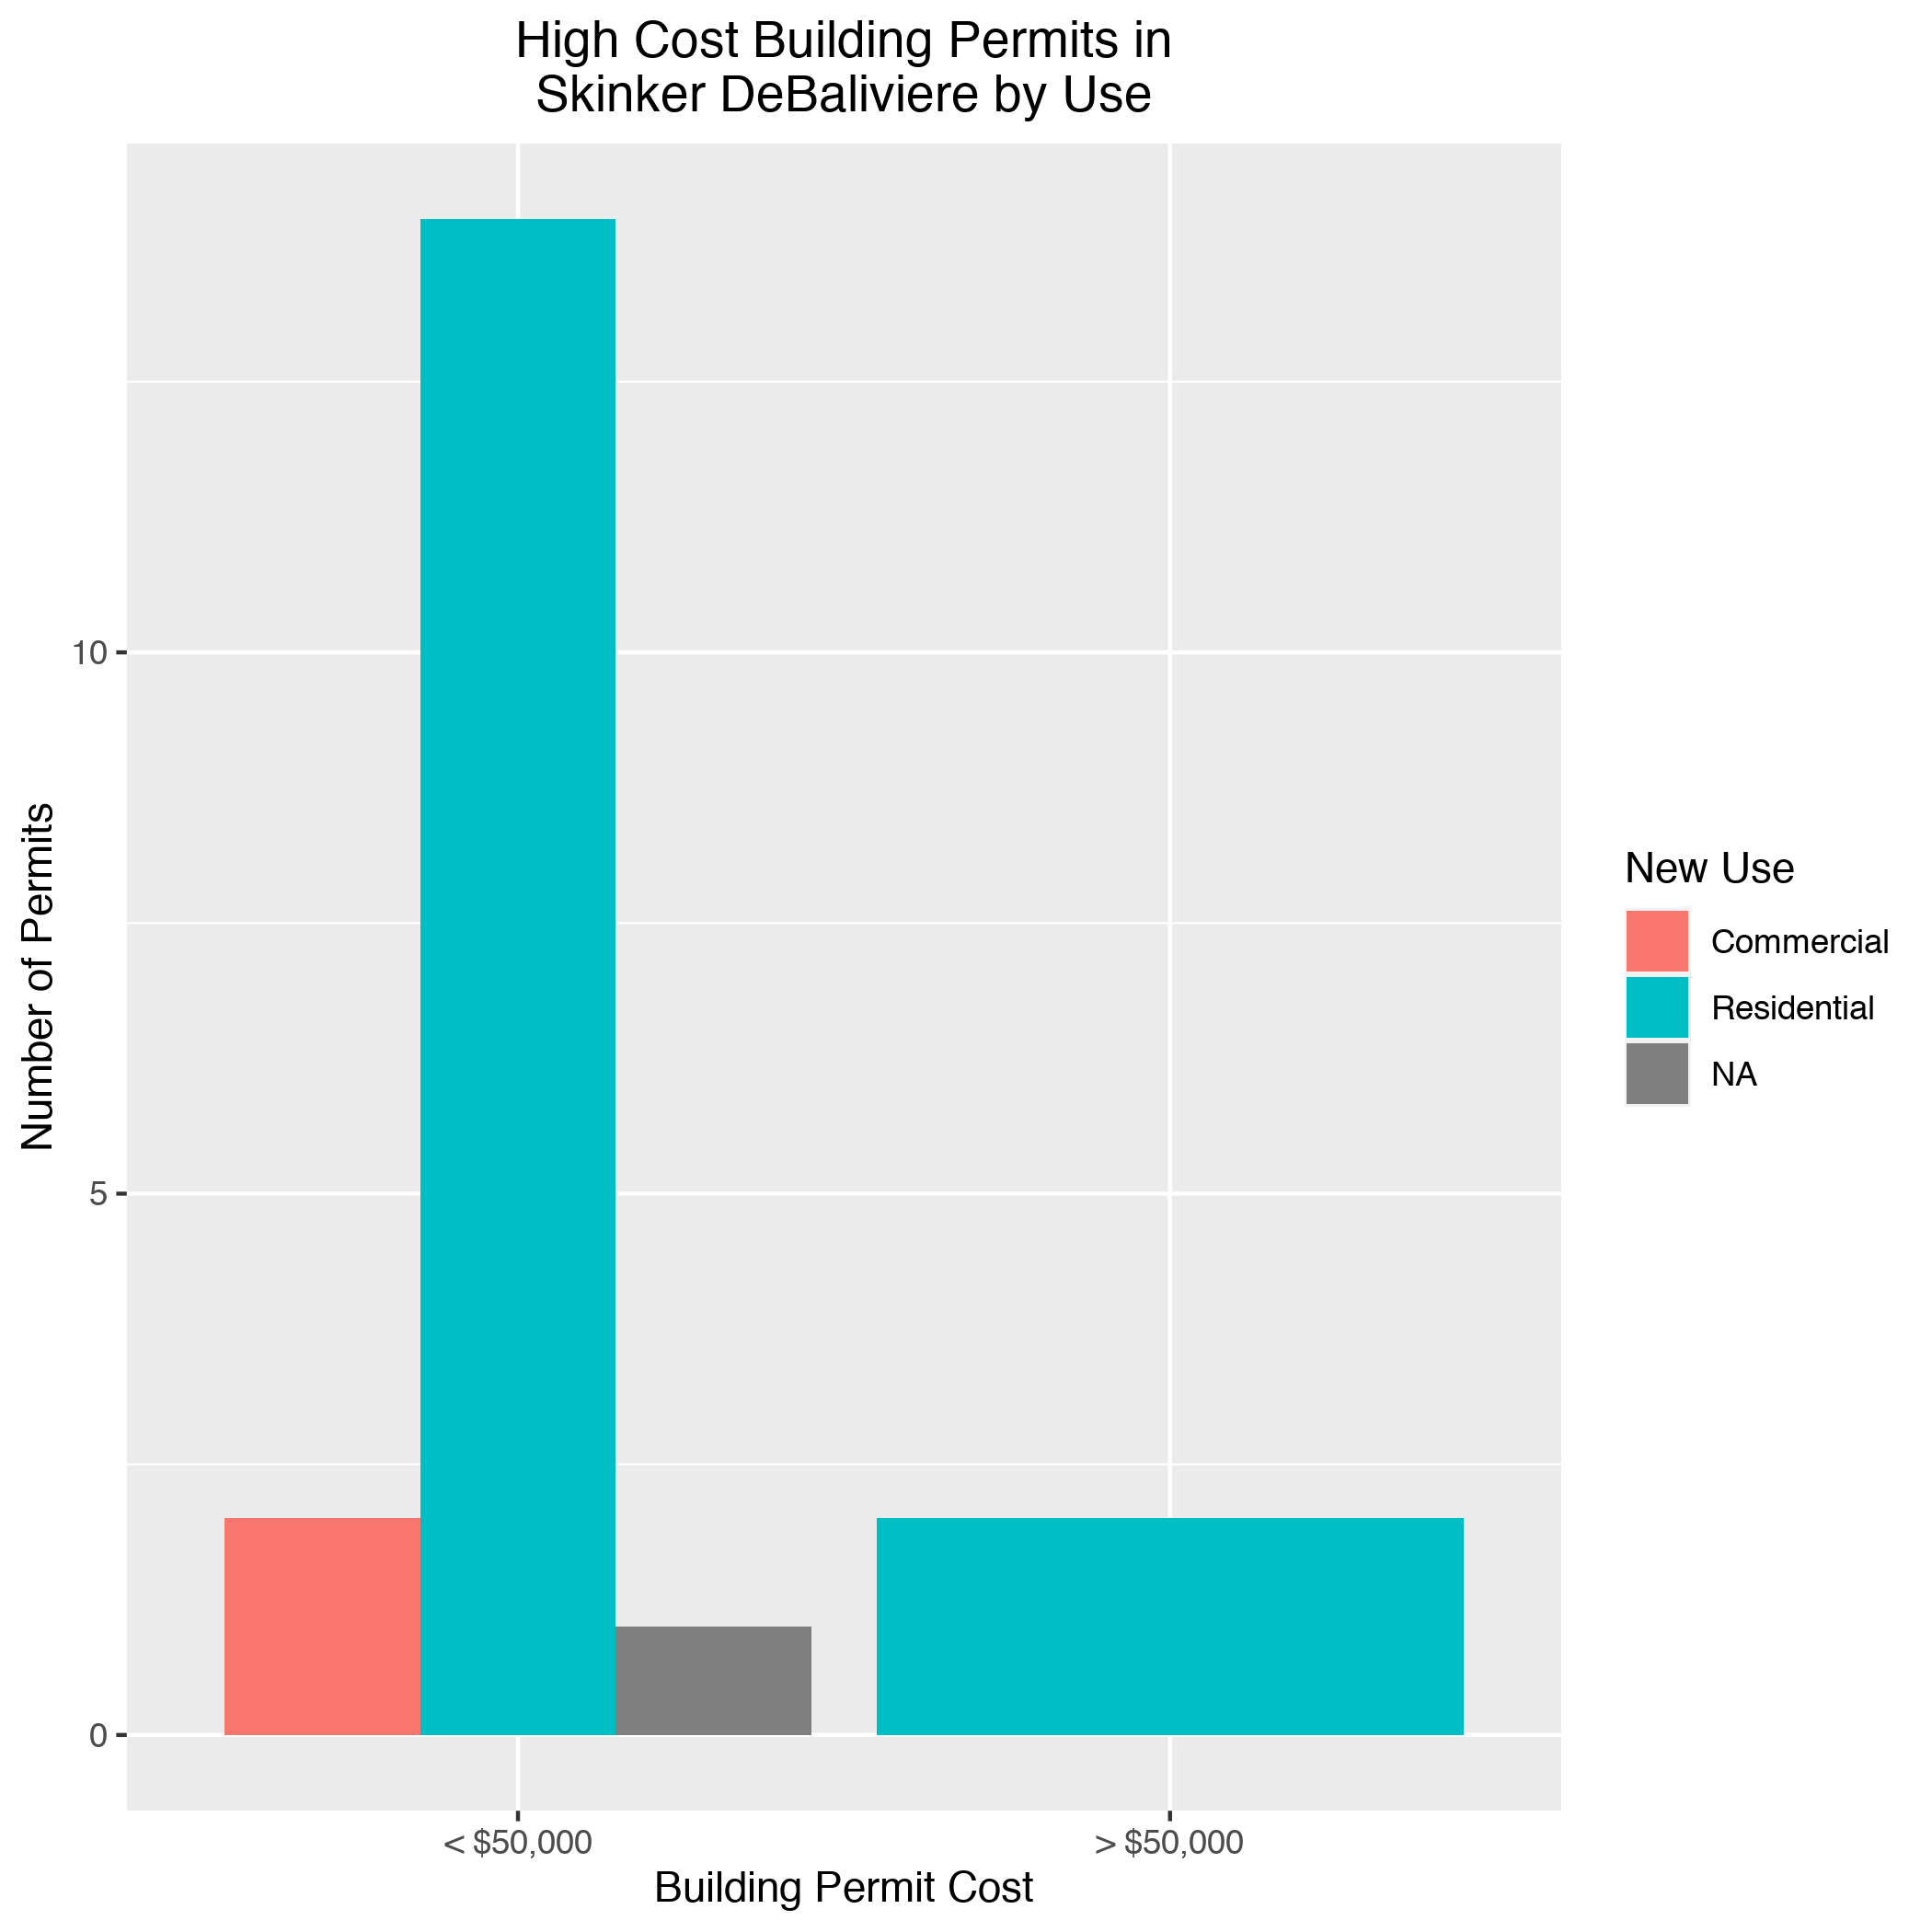 High Cost Building Permits in
Skinker DeBaliviere by Use
Number of Permits
10
5
0
< $50,000
> $50,000
Building Permit Cost
New Use
Commercial
Residential
NA